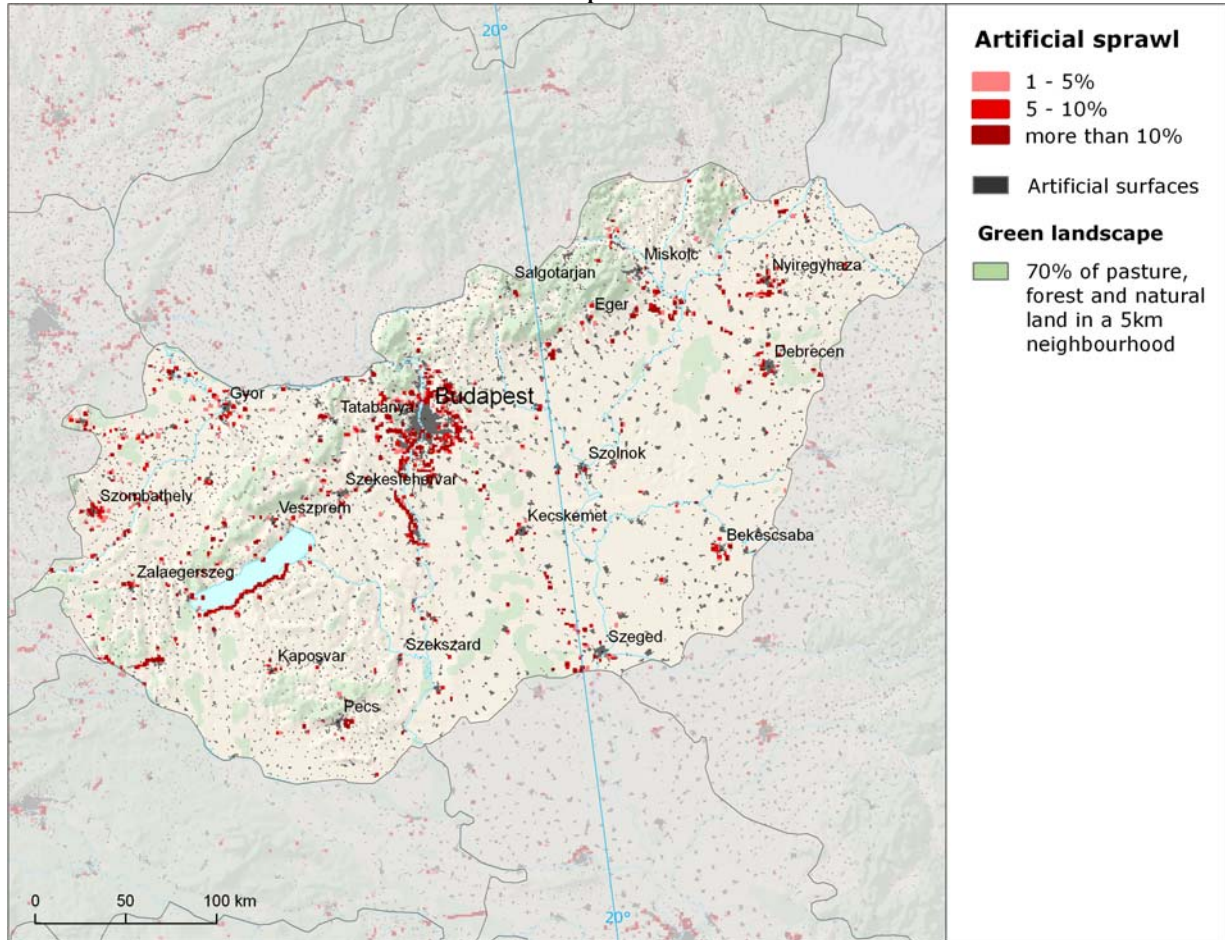 20°
Salgotarjan
Miskolc
Nyiregyhaza
Eger
Debrecen
Gyor
Tatabanya
Budapest
Szolnok
Szombathely
Veszprem
Szekesfehervar
Kecskemet
Bekescsaba
Zalaegerszeg
Kaposvar
Szekszard
Szeged
Pecs
0 50 100 km
20°
Artificial sprawl
1 - 5%
5 - 10%
more than 10%
Artificial surfaces
Green landscape
70% of pasture,
forest and natural
land in a 5km
neighbourhood